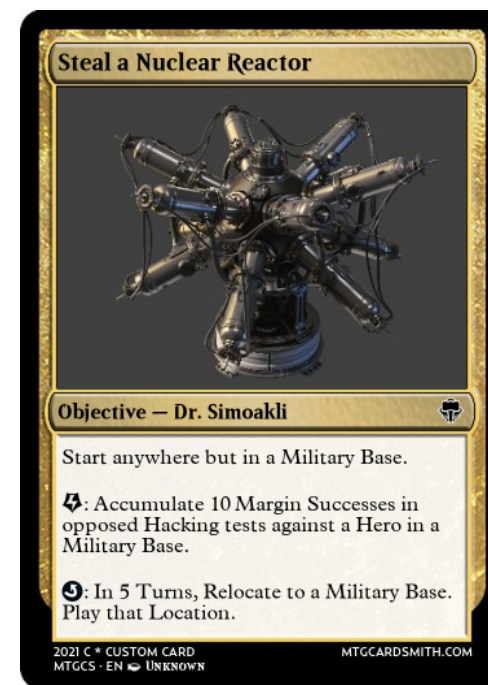 Steal a Nuclear Reactor
Objective — Dr. Simoakli
Start anywhere but in a Military Base.
: Accumulate 10 Margin Successes in
opposed Hacking tests against a Hero in a
Military Base.
: In 5 Turns, Relocate to a Military Base.
Play that Location.
2021 C * CUSTOM CARD
MTGCARDSMITH.COM
MTGCS · EN Unknown